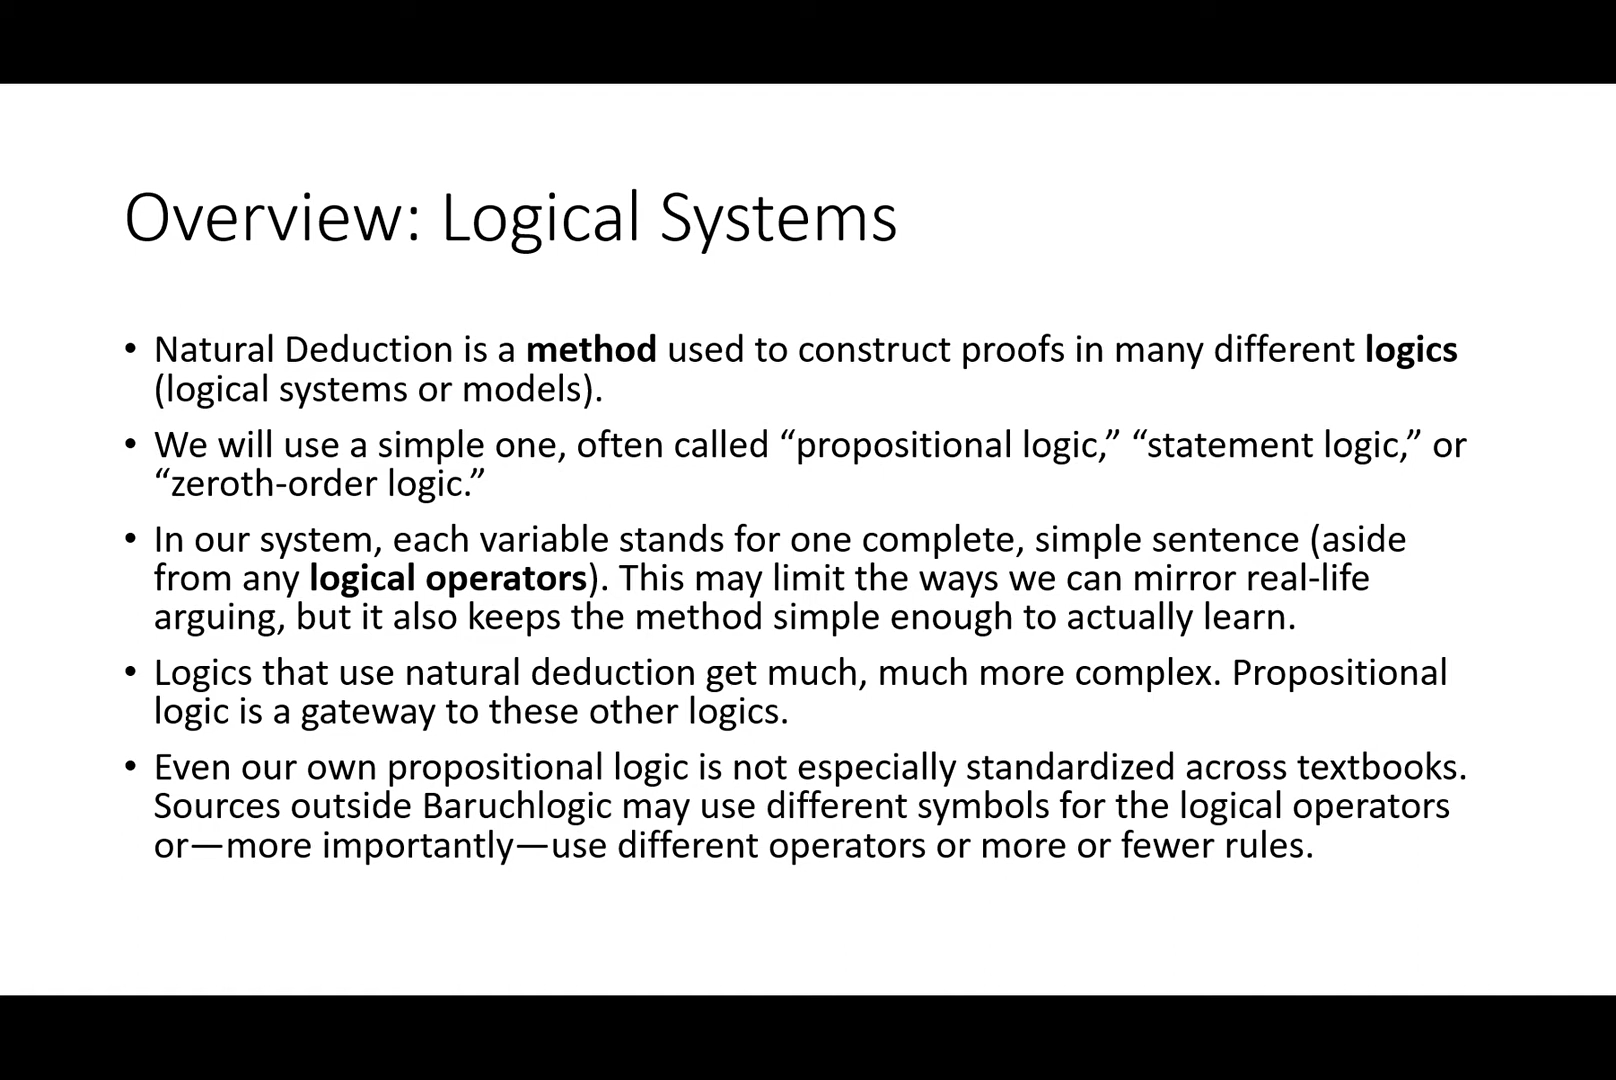 Overview: Logical Systems
• Natural Deduction is a method used to construct proofs in many different logics
(logical systems or models).
• We will use a simple one, often called “propositional logic,” “statement logic,” or
“zeroth-order logic.”
• In our system, each variable stands for one complete, simple sentence (aside
from any logical operators). This may limit the ways we can mirror real-life
arguing, but it also keeps the method simple enough to actually learn.
• Logics that use natural deduction get much, much more complex. Propositional
logic is a gateway to these other logics.
• Even our own propositional logic is not especially standardized across textbooks.
Sources outside Baruchlogic may use different symbols for the logical operators
or—more importantly—use different operators or more or fewer rules.